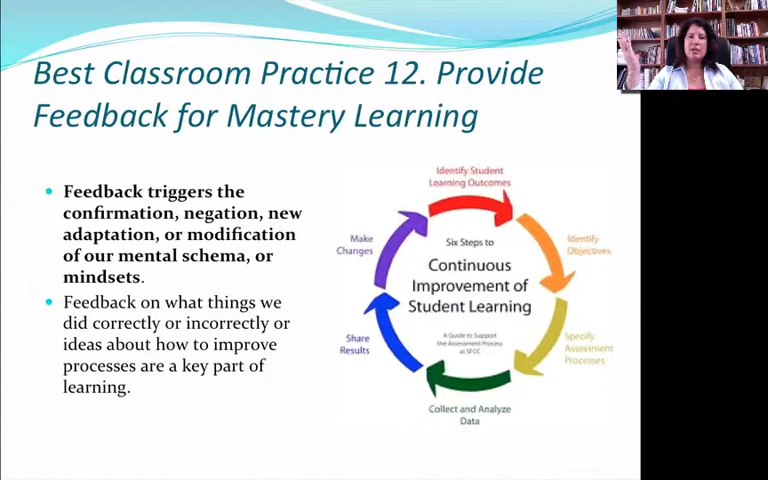 Best Classroom Practice 12. Provide
Feedback for Mastery Learning
Feedback triggers the
confirmation, negation, new
adaptation, or modification
of our mental schema, or
mindsets.
Feedback on what things we
did correctly or incorrectly or
ideas about how to improve
processes are a key part of
learning.
Identify Student
Learning Outcomes
Identify
Objectives
Specify
Assessment
Processes
Collect and Analyze
Data
Share
Results
Make
Changes
Six Steps to
Continuous
Improvement of
Student Learning
A Guide to Support
the Assessment Process
at SFCC